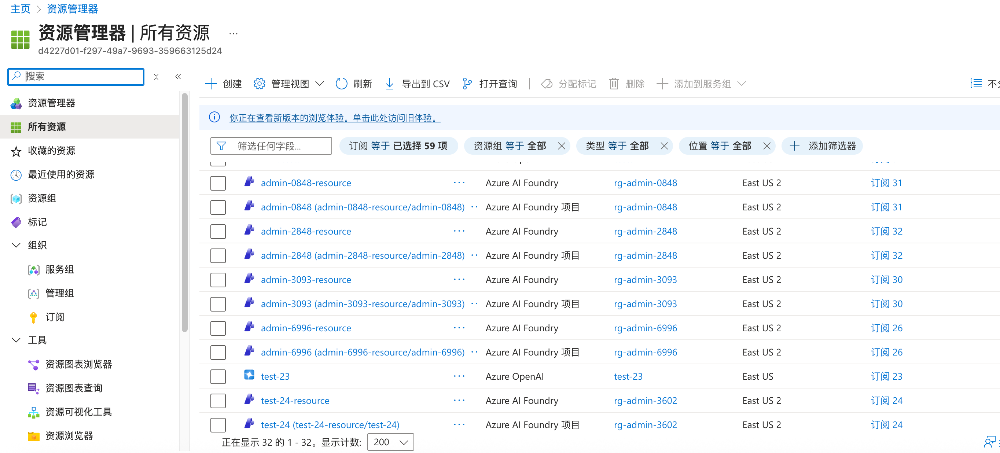 主页 > 资源管理器
资源管理器 | 所有资源 ...
d4227d01-f297-49a7-9693-359663125d24
搜索
资源管理器
所有资源
收藏的资源
最近使用的资源
资源组
标记
组织
服务组
管理组
订阅
工具
资源图表浏览器
资源图表查询
资源可视化工具
资源浏览器
创建 管理视图 刷新 导出到 CSV 打开查询 | 分配标记 删除 添加到服务组
你正在查看新版本的浏览体验。单击此处访问旧体验。
筛选任何字段... 订阅 等于 已选择 59 项 资源组 等于 全部 类型 等于 全部 位置 等于 全部 添加筛选器
admin-0848-resource ... Azure AI Foundry rg-admin-0848 East US 2 订阅 31
admin-0848 (admin-0848-resource/admin-0848) Azure AI Foundry 项目 rg-admin-0848 East US 2 订阅 31
admin-2848-resource ... Azure AI Foundry rg-admin-2848 East US 2 订阅 32
admin-2848 (admin-2848-resource/admin-2848) Azure AI Foundry 项目 rg-admin-2848 East US 2 订阅 32
admin-3093-resource ... Azure AI Foundry rg-admin-3093 East US 2 订阅 30
admin-3093 (admin-3093-resource/admin-3093) Azure AI Foundry 项目 rg-admin-3093 East US 2 订阅 30
admin-6996-resource ... Azure AI Foundry rg-admin-6996 East US 2 订阅 26
admin-6996 (admin-6996-resource/admin-6996) Azure AI Foundry 项目 rg-admin-6996 East US 2 订阅 26
test-23 ... Azure OpenAI test-23 East US 订阅 23
test-24-resource ... Azure AI Foundry rg-admin-3602 East US 2 订阅 24
test-24 (test-24-resource/test-24) ... Azure AI Foundry 项目 rg-admin-3602 East US 2 订阅 24
正在显示 32 的 1 - 32。显示计数: 200